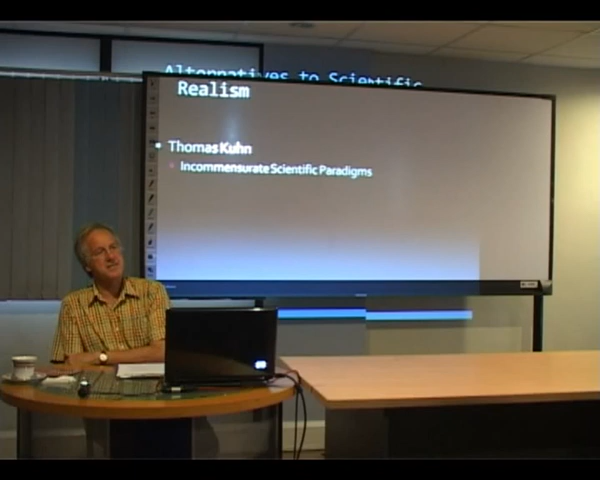 Alternatives to Scientific
Realism
Thomas Kuhn
Incommensurate Scientific Paradigms